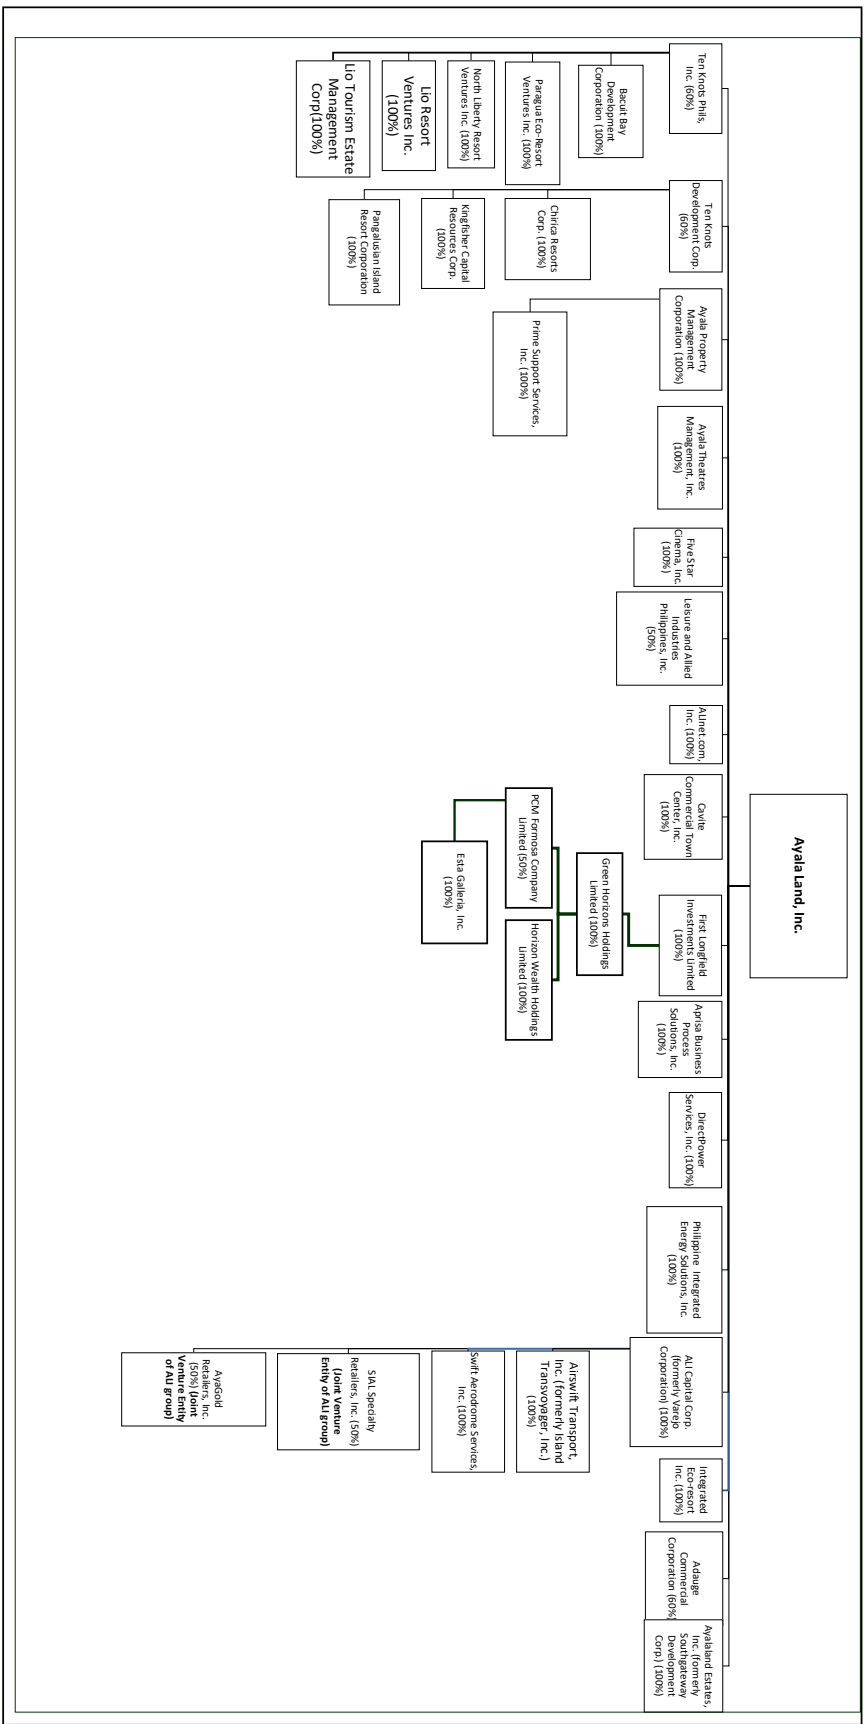 Ayala Land, Inc.
Ten Knots Phils,
Inc. (60%)
Bacuit Bay
Development
Corporation (100%)
Paragua Eco-Resort
Ventures Inc. (100%)
North Liberty Resort
Ventures Inc. (100%)
Lio Resort
Ventures Inc.
(100%)
Lio Tourism Estate
Management
Corp(100%)
Ten Knots
Development Corp.
(60%)
Chirica Resorts
Corp. (100%)
Kingfisher Capital
Resources Corp.
(100%)
Pangalusian Island
Resort Corporation
(100%)
Ayala Property
Management
Corporation (100%)
Prime Support Services,
Inc. (100%)
Ayala Theatres
Management, Inc.
(100%)
Five Star
Cinema, Inc.
(100%)
Leisure and Allied
Industries
Philippines, Inc.
(50%)
ALInet.com,
Inc. (100%)
Cavite
Commercial Town
Center, Inc.
(100%)
First Longfield
Investments Limited
(100%)
Green Horizons Holdings
Limited (100%)
PCM Formosa Company
Limited (50%)
Horizon Wealth Holdings
Limited (100%)
Esta Galleria, Inc.
(100%)
Aprisa Business
Process
Solutions, Inc.
(100%)
DirectPower
Services, Inc. (100%)
Philippine Integrated
Energy Solutions, Inc.
(100%)
ALI Capital Corp.
(formerly Varejo
Corporation) (100%)
Airswift Transport,
Inc. (formerly Island
Transvoyager, Inc.)
(100%)
Swift Aerodrome Services,
Inc. (100%)
SIAL Specialty
Retailers, Inc. (50%)
(Joint Venture
Entity of ALI group)
AyaGold
Retailers, Inc.
(50%) (Joint
Venture Entity
of ALI group)
Integrated
Eco-resort
Inc. (100%)
Adauge
Commercial
Corporation (60%)
Ayalaland Estates,
Inc. (formerly
Southgateway
Development
Corp.) (100%)